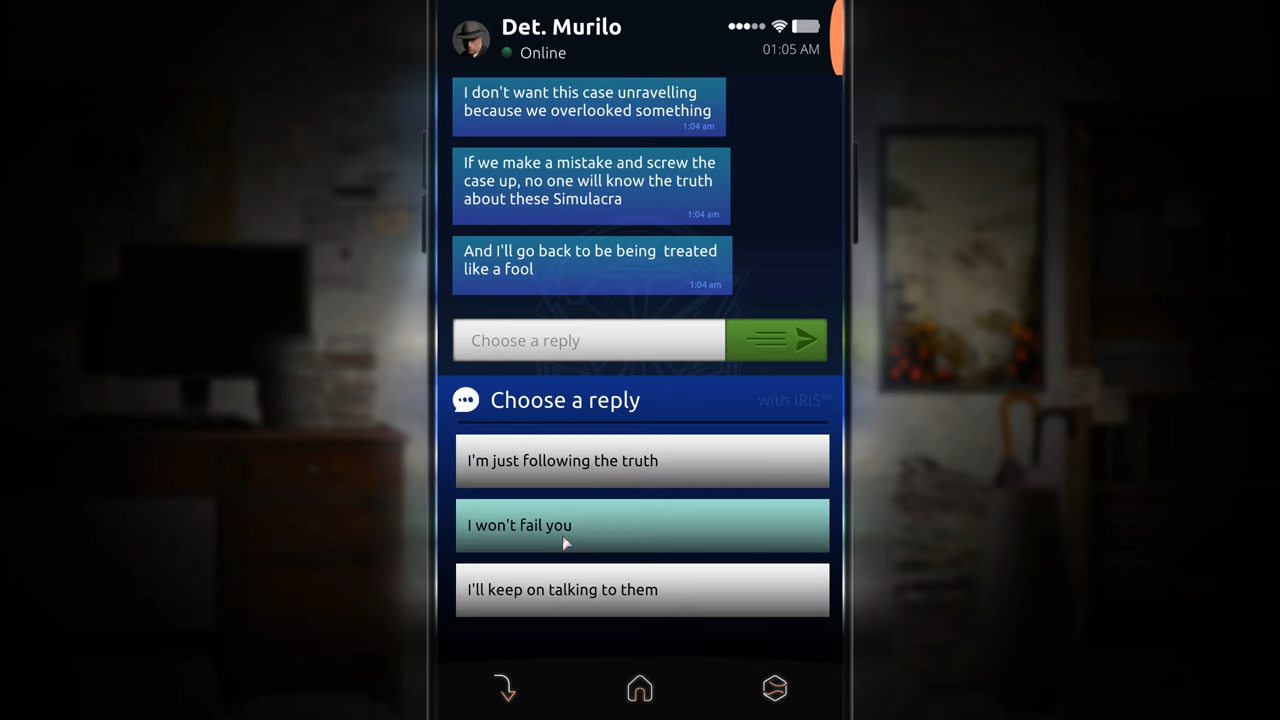 Det. Murilo
Online
01:05 AM
I don't want this case unravelling
because we overlooked something
1:04 am
If we make a mistake and screw the
case up, no one will know the truth
about these Simulacra
1:04 am
And I'll go back to be being  treated
like a fool
1:04 am
Choose a reply
Choose a reply
with IRIS™
I'm just following the truth
I won't fail you
I'll keep on talking to them